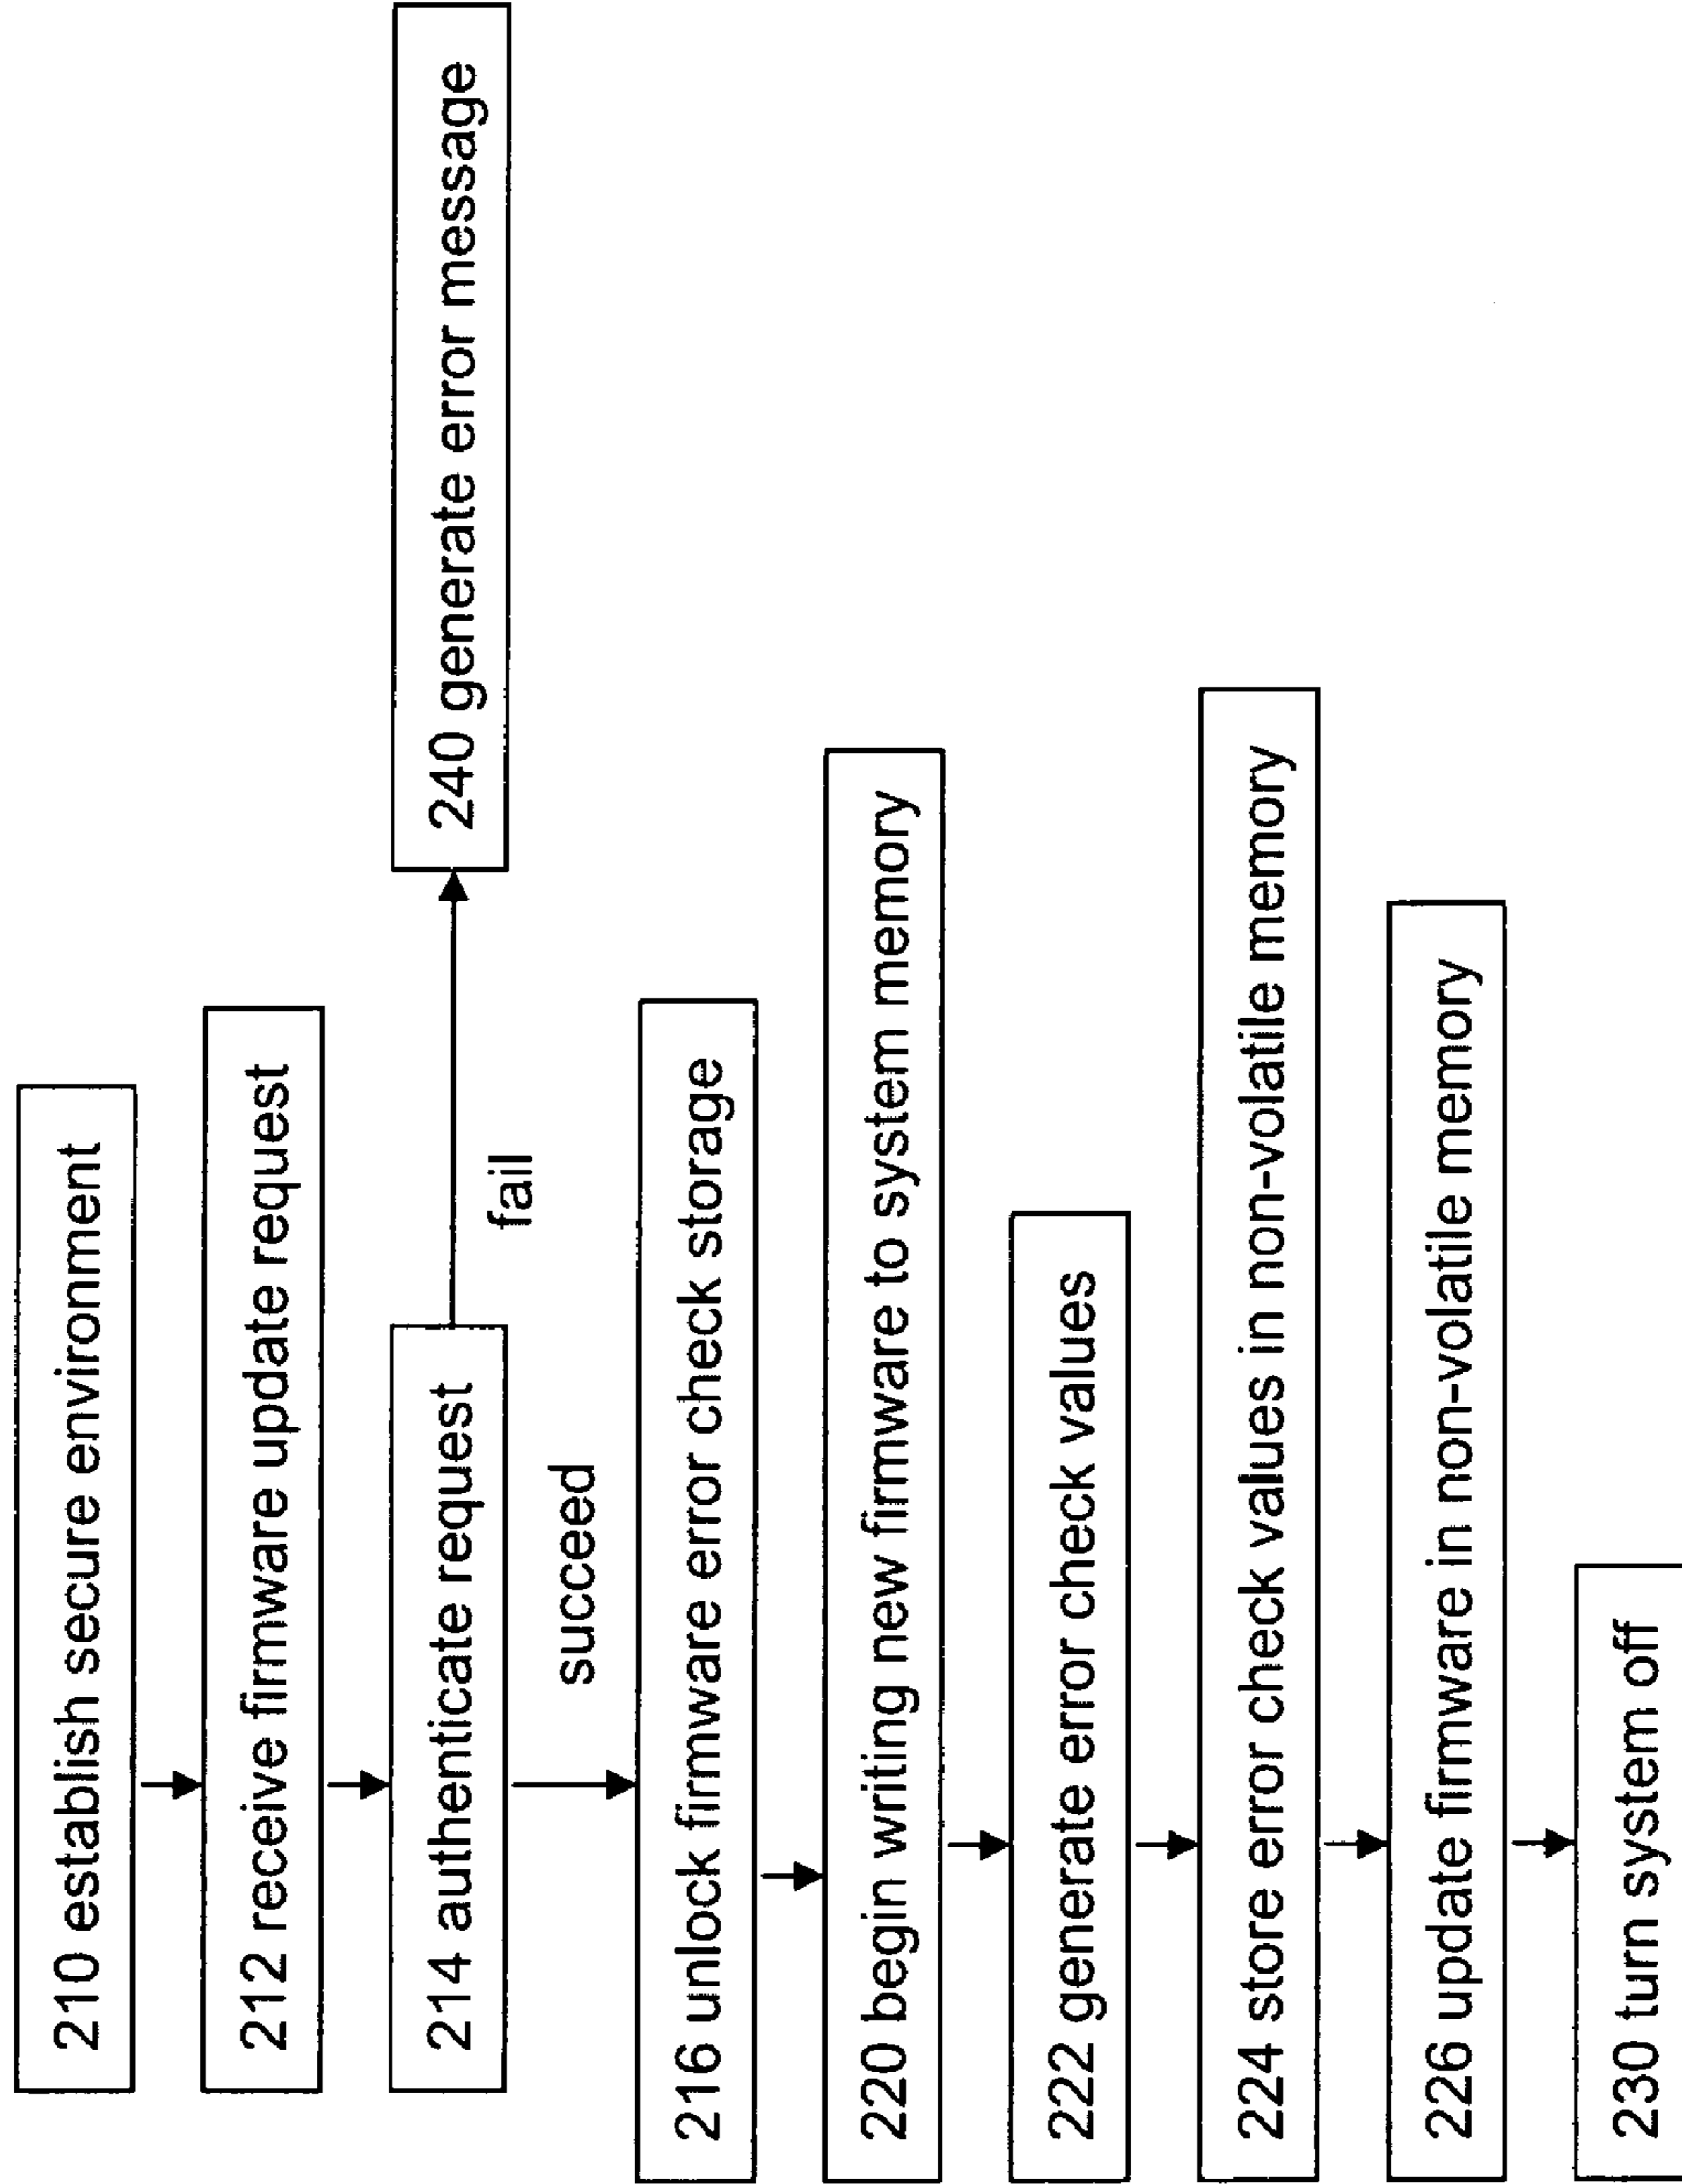 210 establish secure environment
212 receive firmware update request
214 authenticate request
fail
240 generate error message
succeed
216 unlock firmware error check storage
220 begin writing new firmware to system memory
222 generate error check values
224 store error check values in non-volatile memory
226 update firmware in non-volatile memory
230 turn system off